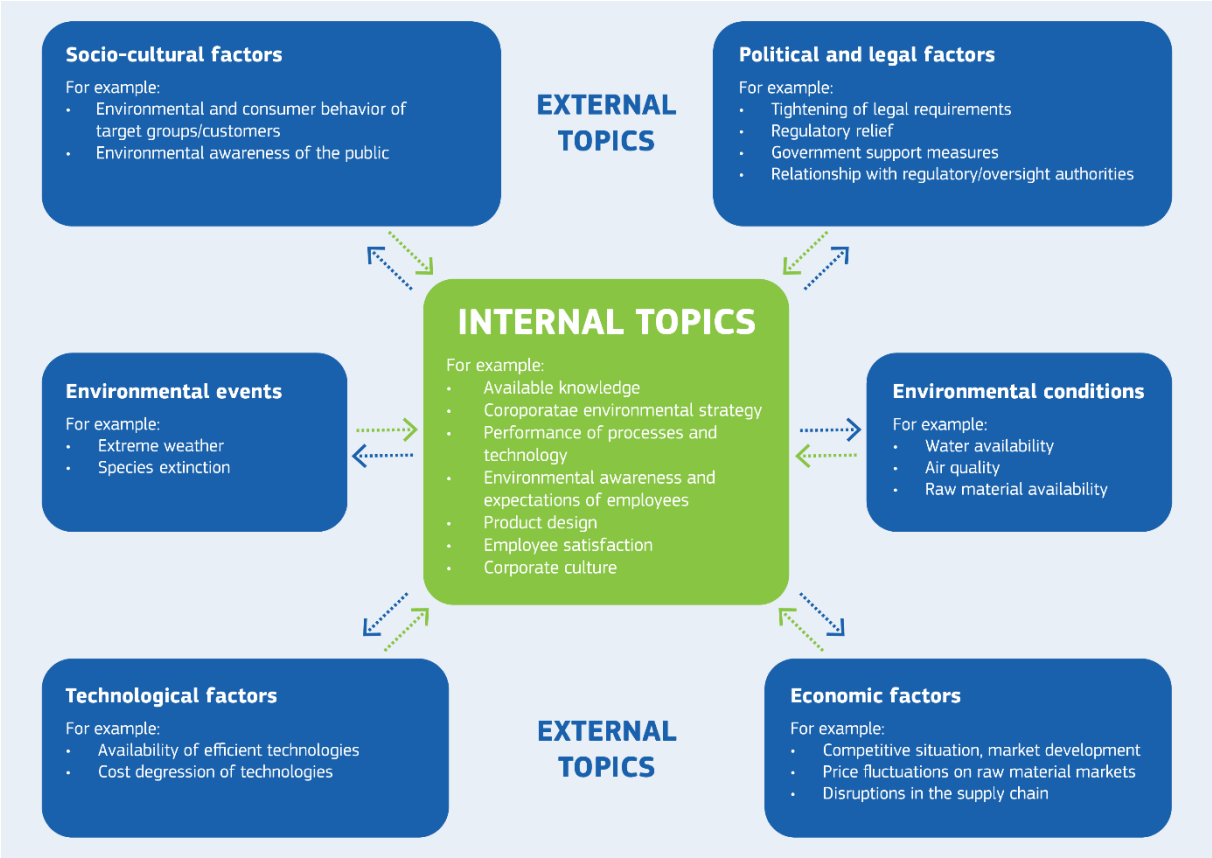 Socio-cultural factors
For example:
• Environmental and consumer behavior of
target groups/customers
• Environmental awareness of the public
EXTERNAL
TOPICS
Political and legal factors
For example:
• Tightening of legal requirements
• Regulatory relief
• Government support measures
• Relationship with regulatory/oversight authorities
INTERNAL TOPICS
For example:
• Available knowledge
• Coroporatae environmental strategy
• Performance of processes and
technology
• Environmental awareness and
expectations of employees
• Product design
• Employee satisfaction
• Corporate culture
Environmental events
For example:
• Extreme weather
• Species extinction
Environmental conditions
For example:
• Water availability
• Air quality
• Raw material availability
Technological factors
For example:
• Availability of efficient technologies
• Cost degression of technologies
EXTERNAL
TOPICS
Economic factors
For example:
• Competitive situation, market development
• Price fluctuations on raw material markets
• Disruptions in the supply chain